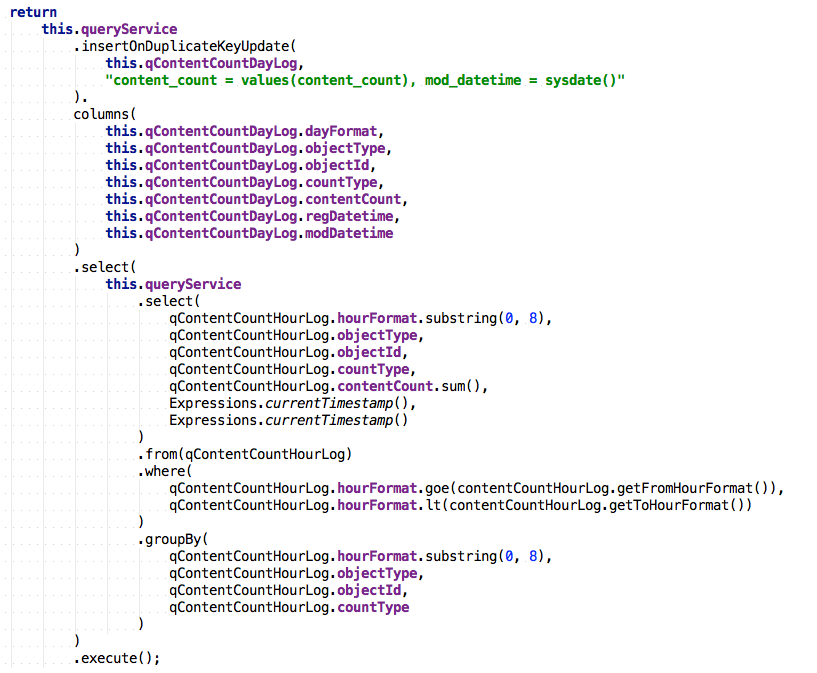 return
this.queryService
.insertOnDuplicateKeyUpdate(
this.qContentCountDayLog,
"content_count = values(content_count), mod_datetime = sysdate()"
).
columns(
this.qContentCountDayLog.dayFormat,
this.qContentCountDayLog.objectType,
this.qContentCountDayLog.objectId,
this.qContentCountDayLog.countType,
this.qContentCountDayLog.contentCount,
this.qContentCountDayLog.regDatetime,
this.qContentCountDayLog.modDatetime
)
.select(
this.queryService
.select(
qContentCountHourLog.hourFormat.substring(0, 8),
qContentCountHourLog.objectType,
qContentCountHourLog.objectId,
qContentCountHourLog.countType,
qContentCountHourLog.contentCount.sum(),
Expressions.currentTimestamp(),
Expressions.currentTimestamp()
)
.from(qContentCountHourLog)
.where(
qContentCountHourLog.hourFormat.goe(contentCountHourLog.getFromHourFormat()),
qContentCountHourLog.hourFormat.lt(contentCountHourLog.getToHourFormat())
)
.groupBy(
qContentCountHourLog.hourFormat.substring(0, 8),
qContentCountHourLog.objectType,
qContentCountHourLog.objectId,
qContentCountHourLog.countType
)
)
.execute();